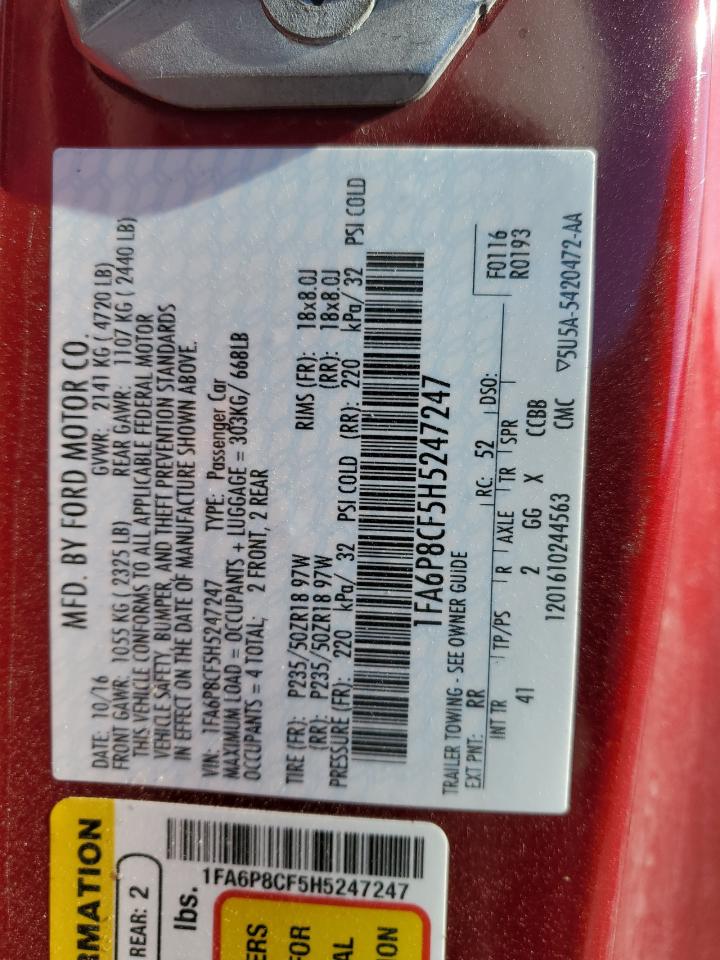 MFD. BY FORD MOTOR CO.
DATE: 10/16 GVWR: 2141 KG ( 4720 LB)
FRONT GAWR: 1055 KG ( 2325 LB) REAR GAWR: 1107 KG ( 2440 LB)
THIS VEHICLE CONFORMS TO ALL APPLICABLE FEDERAL MOTOR
VEHICLE SAFETY, BUMPER, AND THEFT PREVENTION STANDARDS
IN EFFECT ON THE DATE OF MANUFACTURE SHOWN ABOVE.
VIN: 1FA6P8CF5H5247247 TYPE: Passenger Car
MAXIMUM LOAD = OCCUPANTS + LUGGAGE = 303KG/ 668LB
OCCUPANTS = 4 TOTAL; 2 FRONT, 2 REAR
TIRE (FR): P235/50ZR18 97W RIMS (FR): 18x8.0J
(RR): P235/50ZR18 97W (RR): 18x8.0J
PRESSURE (FR): 220 kPa/ 32 PSI COLD (RR): 220 kPa/ 32 PSI COLD
1FA6P8CF5H5247247
TRAILER TOWING - SEE OWNER GUIDE
EXT PNT: RR RC: 52 DSO: F0116
R0193
INT TR TP/PS R AXLE TR SPR
41 2 GG X CCBB
1201610244563 CMC ▽5U5A-5420472-AA
RMATION
REAR: 2
lbs.
1FA6P8CF5H5247247
ERS
FOR
AL
ON